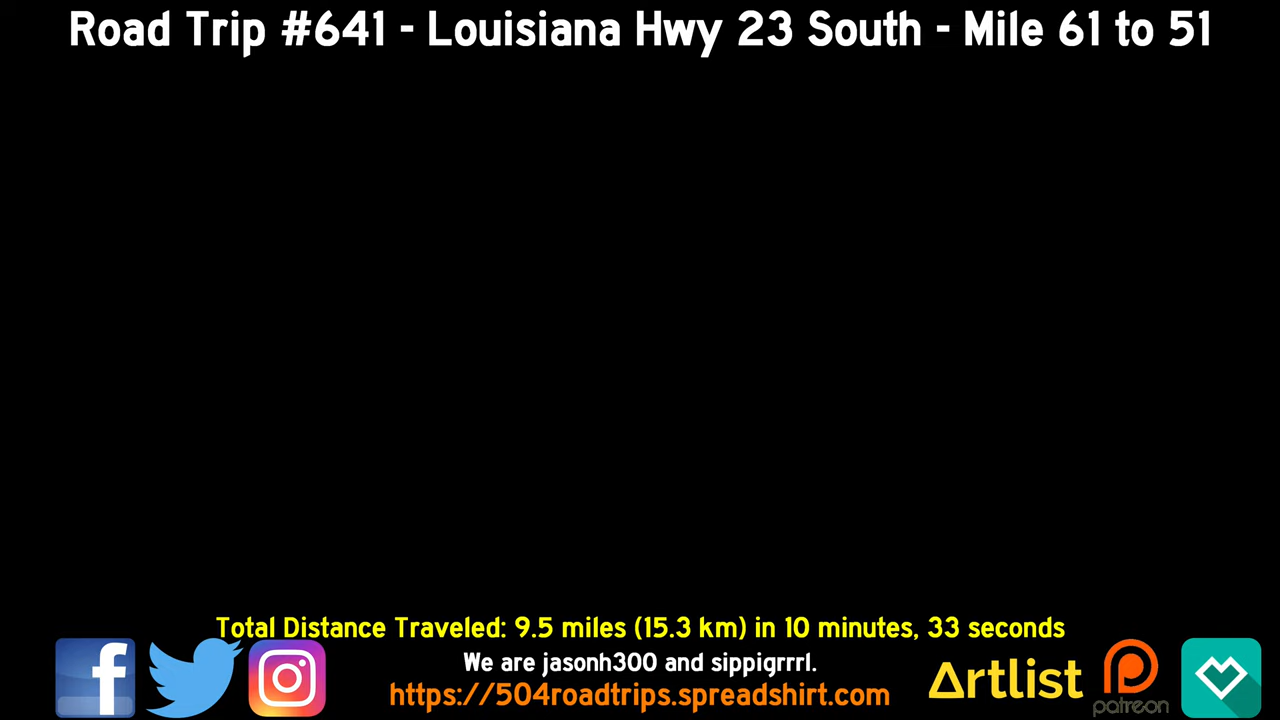 Road Trip #641 - Louisiana Hwy 23 South - Mile 61 to 51
Total Distance Traveled: 9.5 miles (15.3 km) in 10 minutes, 33 seconds
We are jasonh300 and sippigrrrl.
https://504roadtrips.spreadshirt.com
Artlist
patreon